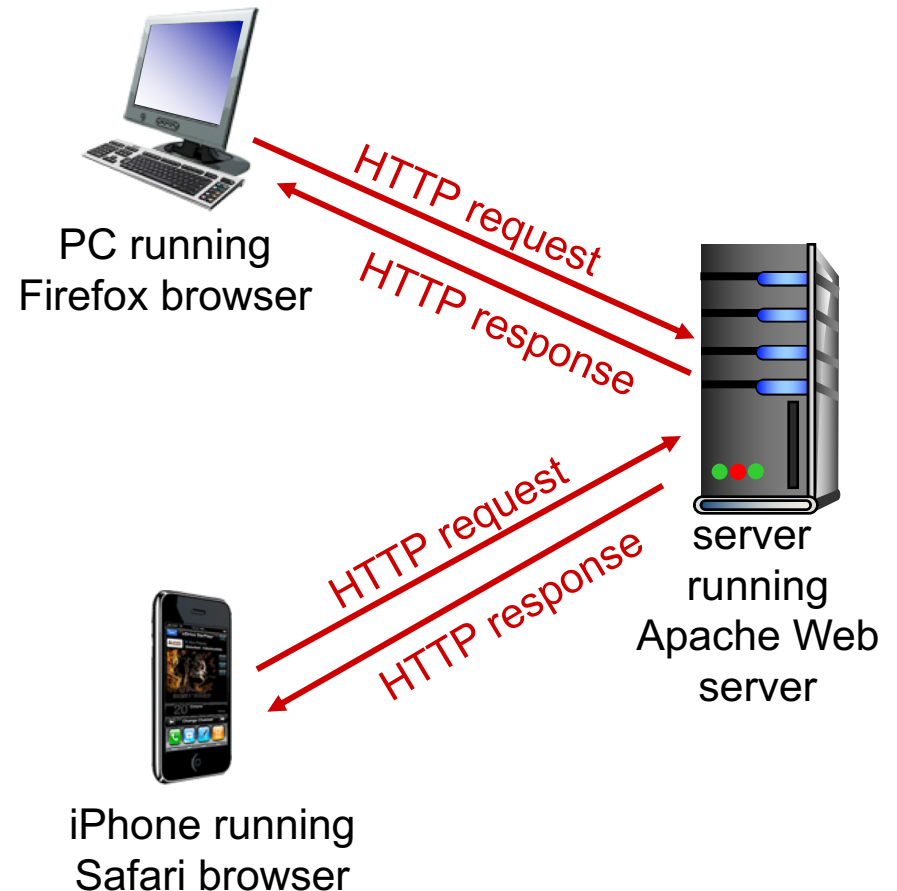 HTTP request
HTTP response
PC running
Firefox browser
HTTP request
HTTP response
server
running
Apache Web
server
iPhone running
Safari browser